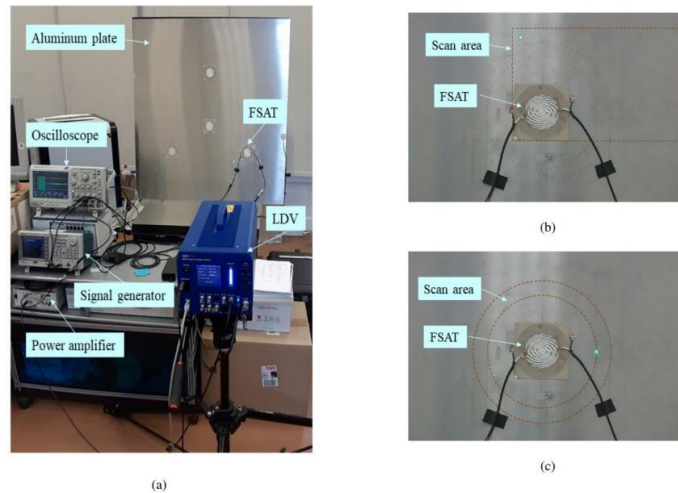 Aluminum plate
FSAT
Oscilloscope
LDV
Signal generator
Power amplifier
(a)
Scan area
FSAT
(b)
Scan area
FSAT
(c)